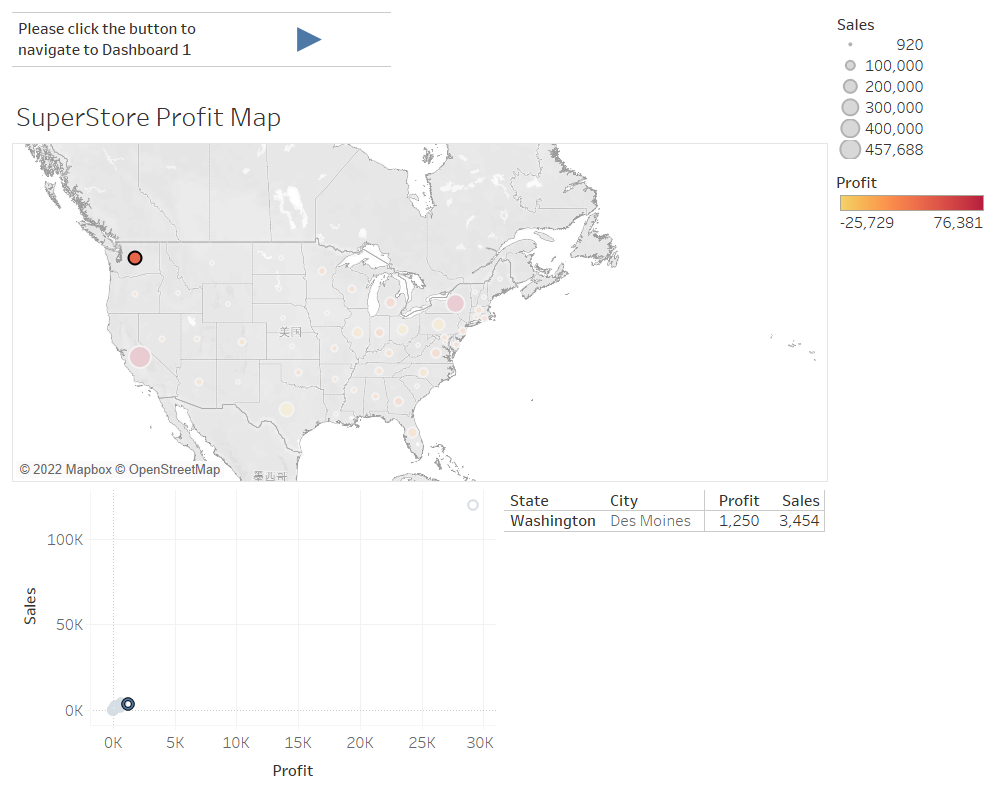 Please click the button to
navigate to Dashboard 1
SuperStore Profit Map
美国
墨西哥
© 2022 Mapbox © OpenStreetMap
Sales
920
100,000
200,000
300,000
400,000
457,688
Profit
-25,729 76,381
100K
50K
0K
Sales
0K 5K 10K 15K 20K 25K 30K
Profit
State City Profit Sales
Washington Des Moines 1,250 3,454